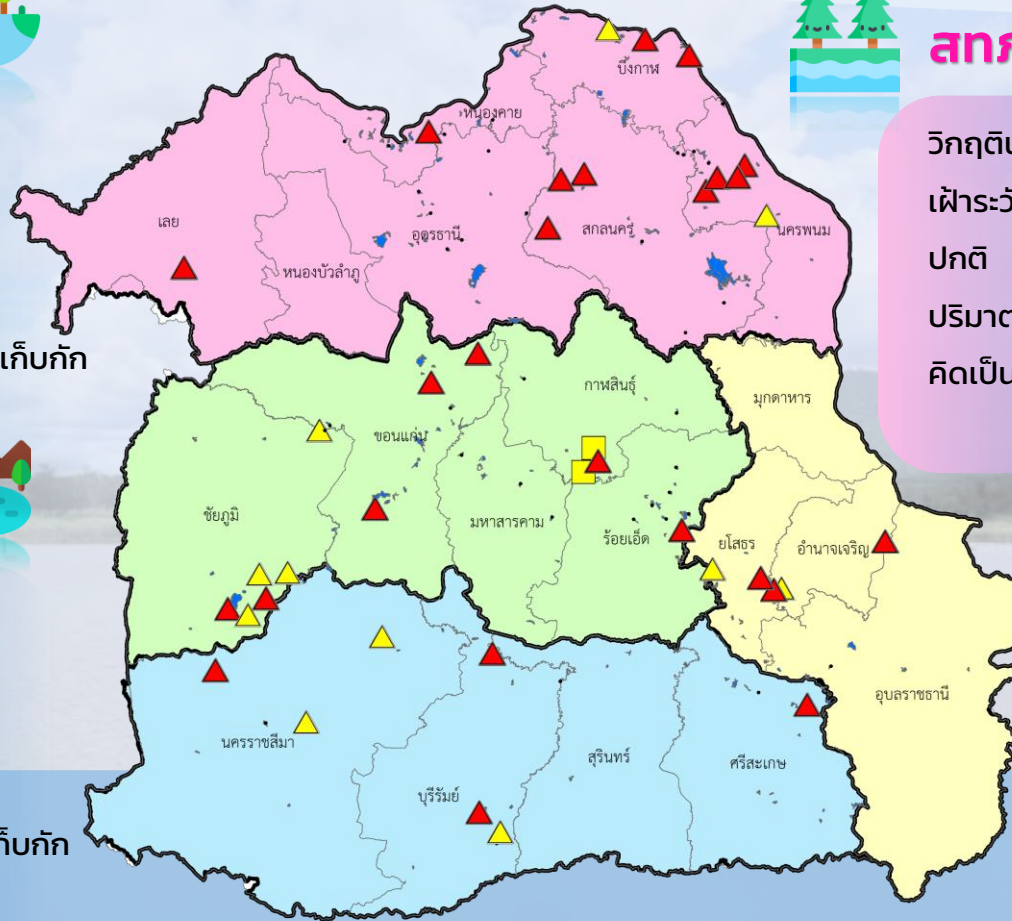 สทภ
วิกฤติน
เฝ้าระวั
ปกติ
ปริมาต
คิดเป็น
บึงกาฬ
หนองคาย
เลย
อุดรธานี
สกลนคร
นครพนม
หนองบัวลำภู
เก็บกัก
กาฬสินธุ์
มุกดาหาร
ขอนแก่น
ชัยภูมิ
มหาสารคาม
ร้อยเอ็ด
ยโสธร
อำนาจเจริญ
อุบลราชธานี
นครราชสีมา
สุรินทร์
ศรีสะเกษ
บุรีรัมย์
ก็บกัก